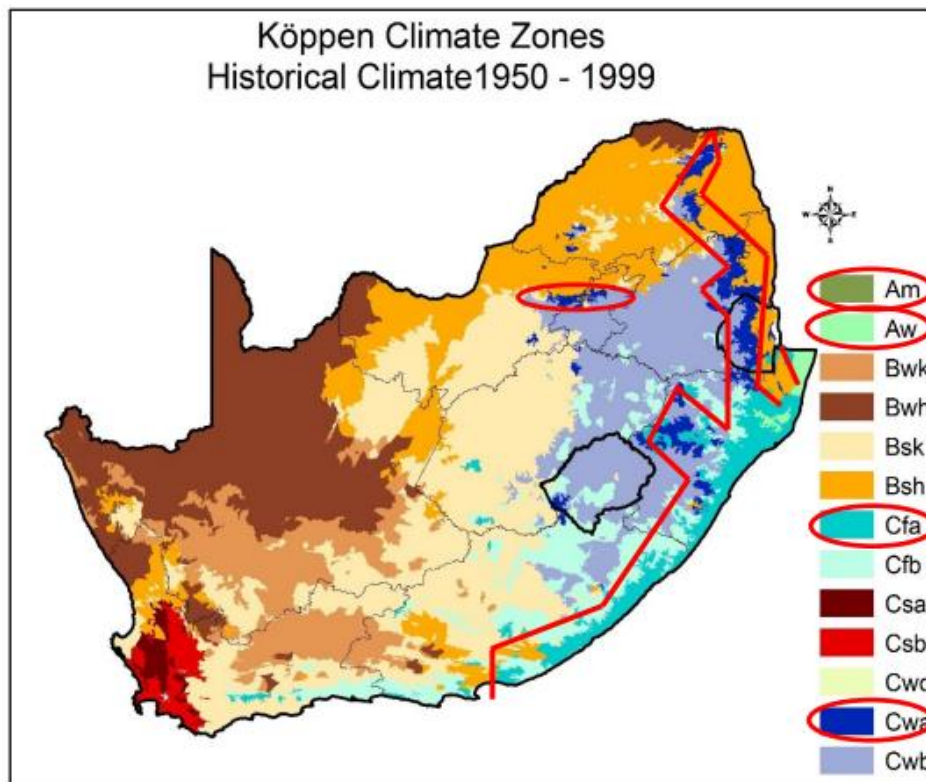 Köppen Climate Zones
Historical Climate1950 - 1999
N
W
E
S
Am
Aw
Bwk
Bwh
Bsk
Bsh
Cfa
Cfb
Csa
Csb
Cwc
Cwa
Cwb